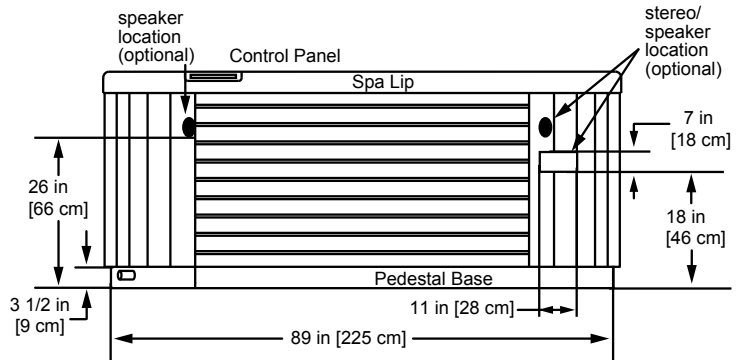 speaker
location
(optional)
Control Panel
stereo/
speaker
location
(optional)
Spa Lip
7 in
[18 cm]
26 in
[66 cm]
18 in
[46 cm]
Pedestal Base
3 1/2 in
[9 cm]
11 in [28 cm]
89 in [225 cm]